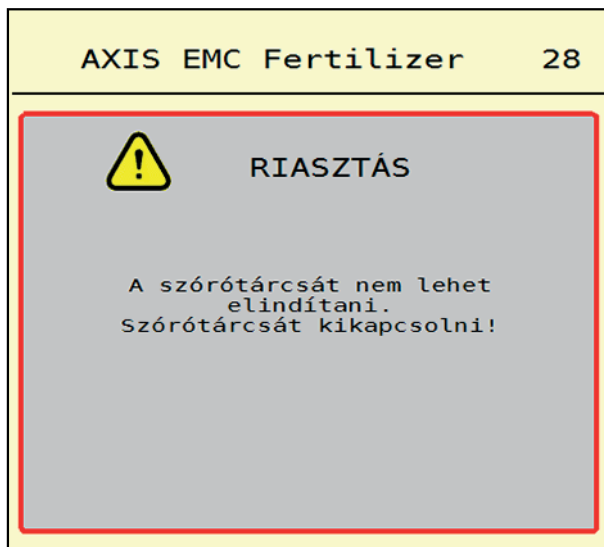 AXIS EMC Fertilizer 28
RIASZTÁS
A szórótárcsát nem lehet
elindítani.
Szórótárcsát kikapcsolni!